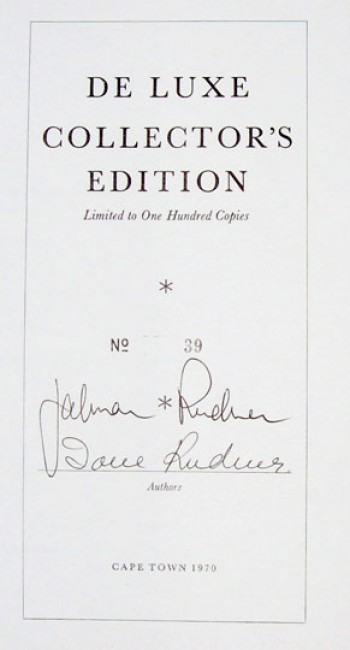 DE LUXE
COLLECTOR'S
EDITION
Limited to One Hundred Copies
*
Nº 39
Jalmar * Rudner
Ione Rudner
Authors
CAPE TOWN 1970